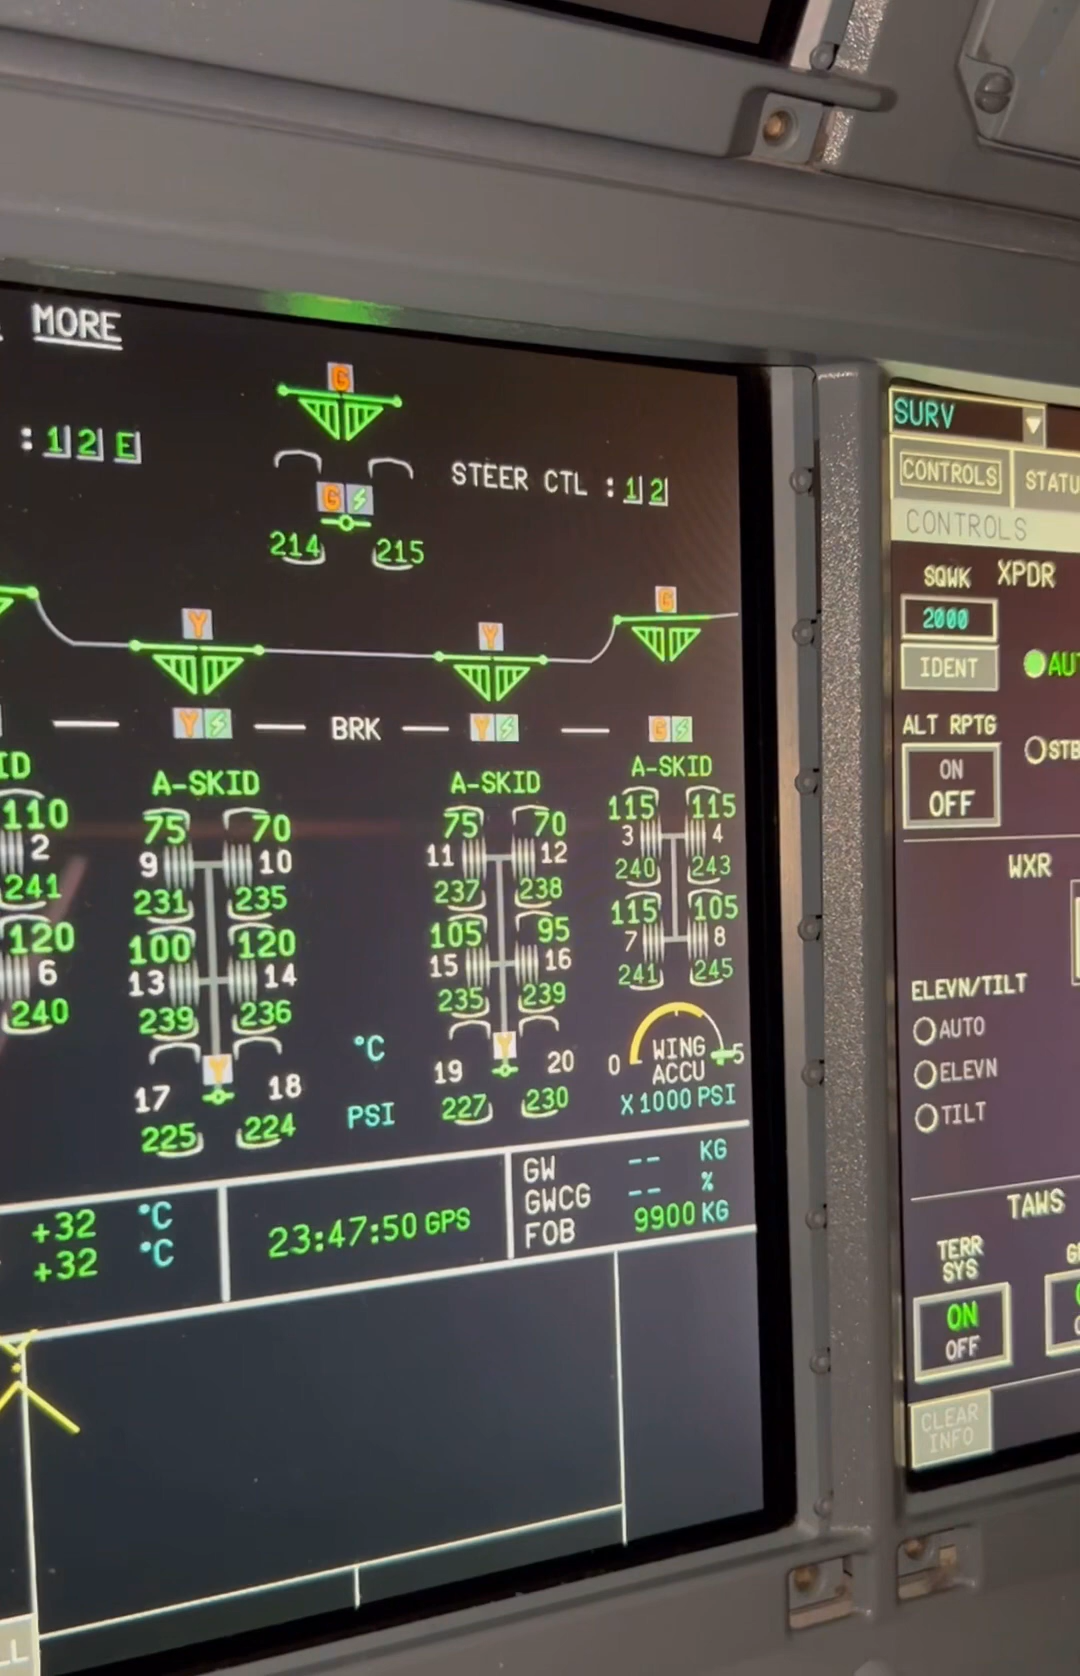 MORE
G
: 1 2 E
STEER CTL : 1 2
G
214 215
Y Y G
BRK
Y Y G
ID A-SKID A-SKID A-SKID
110 75 70 75 70 115 115
2 9 10 11 12 3 4
241 231 235 237 238 240 243
120 100 120 105 95 115 105
6 13 14 15 16 7 8
240 239 236 235 239 241 245
Y Y
°C
17 18 19 20
PSI
225 224 227 230
0 WING 5
ACCU
X 1000 PSI
+32 °C
+32 °C
23:47:50 GPS
GW -- KG
GWCG -- %
FOB 9900 KG
LL
SURV
CONTROLS STATU
CONTROLS
SQWK XPDR
2000
IDENT AUT
ALT RPTG
ON STB
OFF
WXR
ELEVN/TILT
AUTO
ELEVN
TILT
TAWS
TERR G
SYS
ON
OFF
CLEAR
INFO